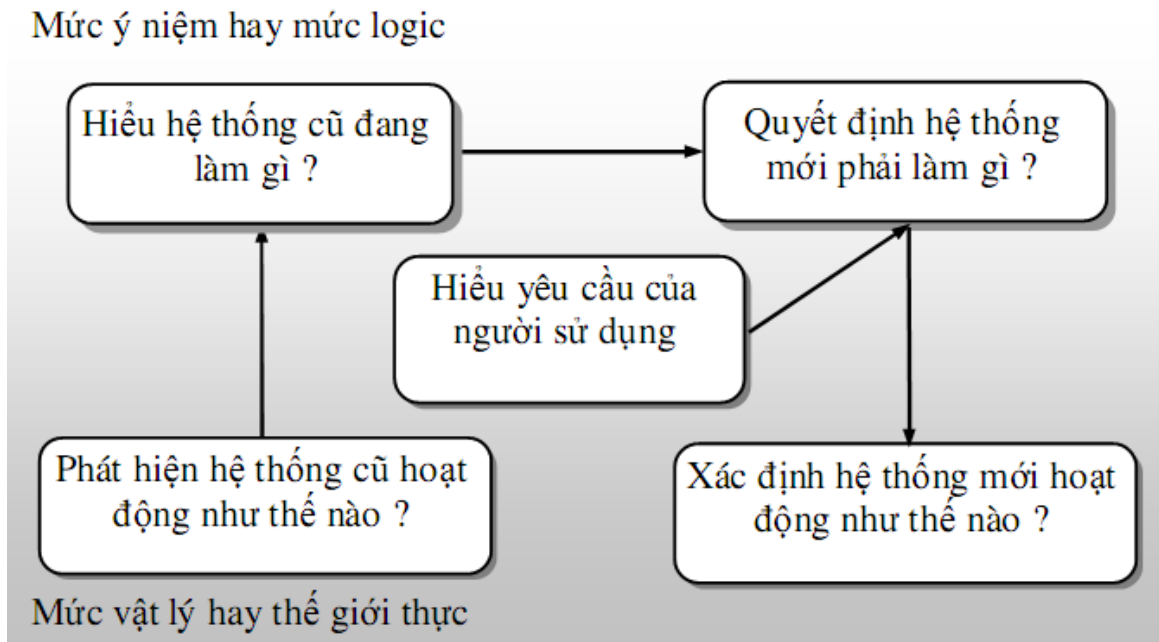 Mức ý niệm hay mức logic
Hiểu hệ thống cũ đang
làm gì ?
Quyết định hệ thống
mới phải làm gì ?
Hiểu yêu cầu của
người sử dụng
Phát hiện hệ thống cũ hoạt
động như thế nào ?
Xác định hệ thống mới hoạt
động như thế nào ?
Mức vật lý hay thế giới thực